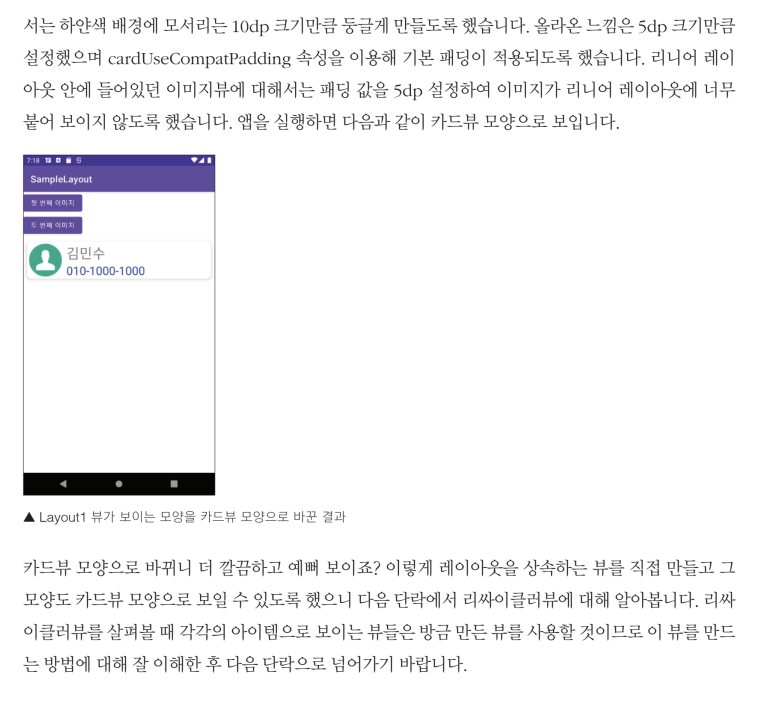 서는 하얀색 배경에 모서리는 10dp 크기만큼 둥글게 만들도록 했습니다. 올라온 느낌은 5dp 크기만큼
설정했으며 cardUseCompatPadding 속성을 이용해 기본 패딩이 적용되도록 했습니다. 리니어 레이
아웃 안에 들어있던 이미지뷰에 대해서는 패딩 값을 5dp 설정하여 이미지가 리니어 레이아웃에 너무
붙어 보이지 않도록 했습니다. 앱을 실행하면 다음과 같이 카드뷰 모양으로 보입니다.
7:18
SampleLayout
첫 번째 이미지
두 번째 이미지
김민수
010-1000-1000
▲ Layout1 뷰가 보이는 모양을 카드뷰 모양으로 바꾼 결과
카드뷰 모양으로 바뀌니 더 깔끔하고 예뻐 보이죠? 이렇게 레이아웃을 상속하는 뷰를 직접 만들고 그
모양도 카드뷰 모양으로 보일 수 있도록 했으니 다음 단락에서 리싸이클러뷰에 대해 알아봅니다. 리싸
이클러뷰를 살펴볼 때 각각의 아이템으로 보이는 뷰들은 방금 만든 뷰를 사용할 것이므로 이 뷰를 만드
는 방법에 대해 잘 이해한 후 다음 단락으로 넘어가기 바랍니다.